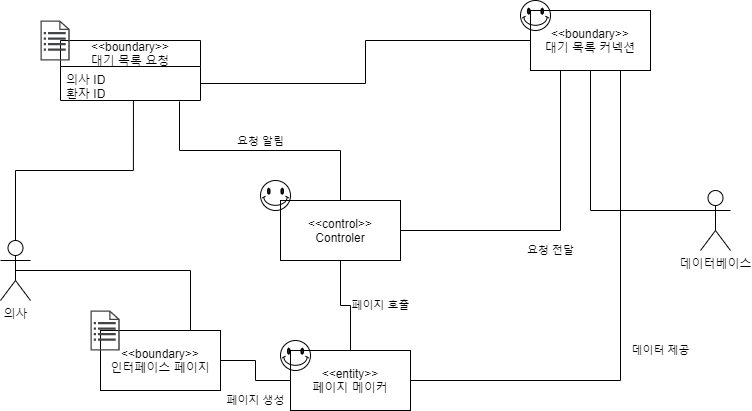 <<boundary>>
대기 목록 요청
의사 ID
환자 ID
<<boundary>>
대기 목록 커넥션
요청 알림
<<control>>
Controler
요청 전달
데이터베이스
의사
페이지 호출
<<boundary>>
인터페이스 페이지
페이지 생성
<<entity>>
페이지 메이커
데이터 제공